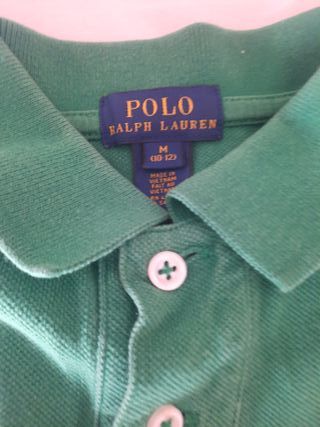 POLO
RALPH LAUREN
M
(10-12)
MADE IN
VIETNAM
FAIT AU
VIETNAM